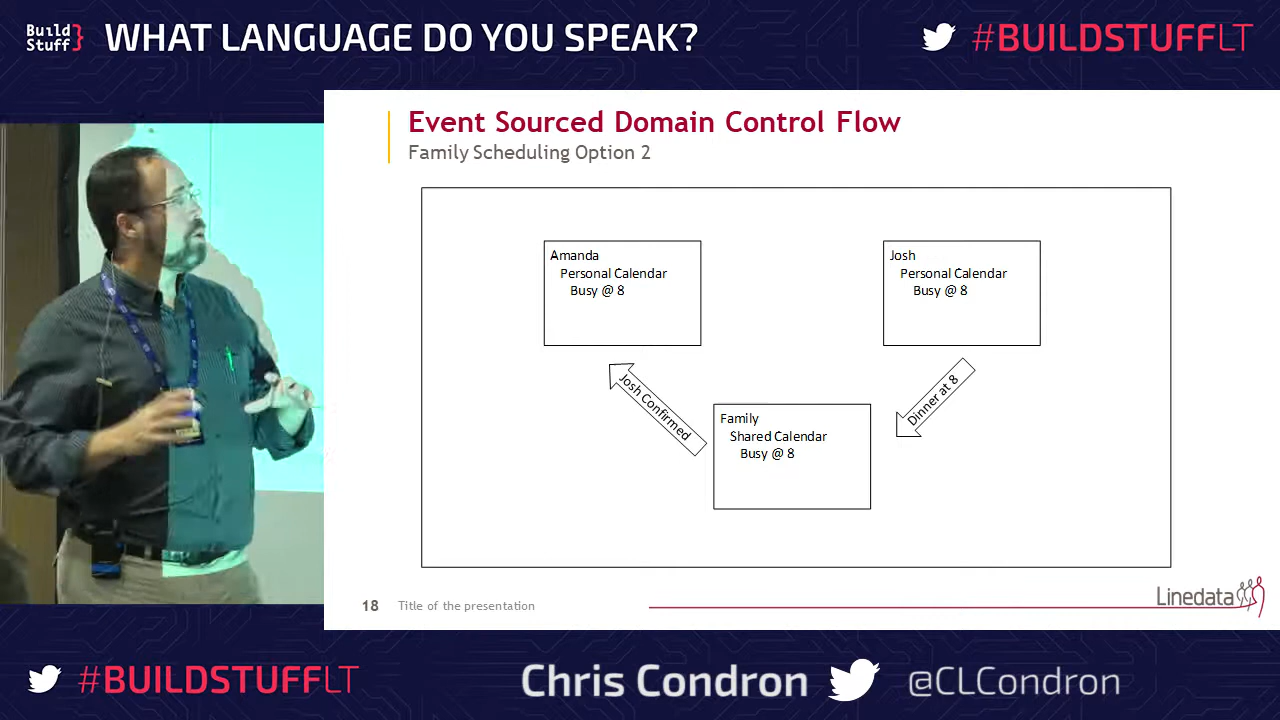 Build
Stuff
WHAT LANGUAGE DO YOU SPEAK?
#BUILDSTUFFLT
Event Sourced Domain Control Flow
Family Scheduling Option 2
Amanda
Personal Calendar
Busy @ 8
Josh
Personal Calendar
Busy @ 8
Josh Confirmed
Dinner at 8
Family
Shared Calendar
Busy @ 8
18 Title of the presentation
Linedata
#BUILDSTUFFLT
Chris Condron
@CLCondron